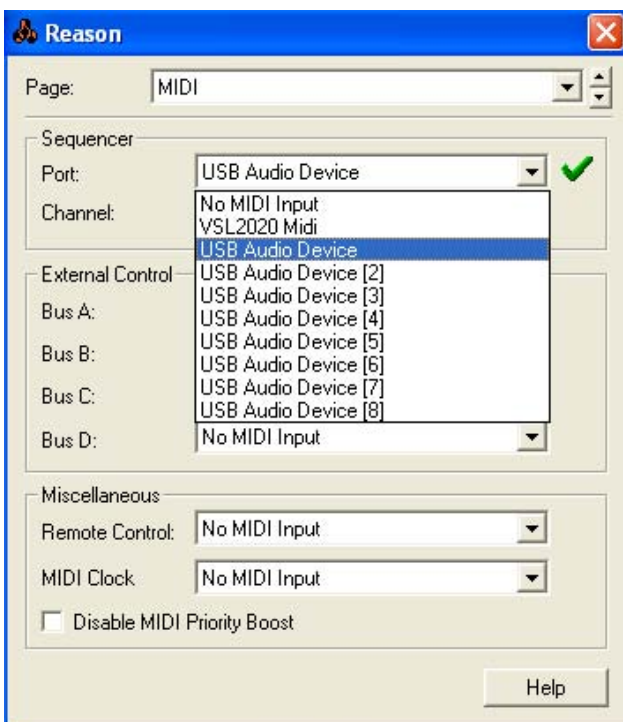 Reason
Page: MIDI
Sequencer
Port: USB Audio Device
Channel:
No MIDI Input
VSL2020 Midi
USB Audio Device
USB Audio Device [2]
USB Audio Device [3]
USB Audio Device [4]
USB Audio Device [5]
USB Audio Device [6]
USB Audio Device [7]
USB Audio Device [8]
External Control
Bus A:
Bus B:
Bus C:
Bus D: No MIDI Input
Miscellaneous
Remote Control: No MIDI Input
MIDI Clock No MIDI Input
Disable MIDI Priority Boost
Help